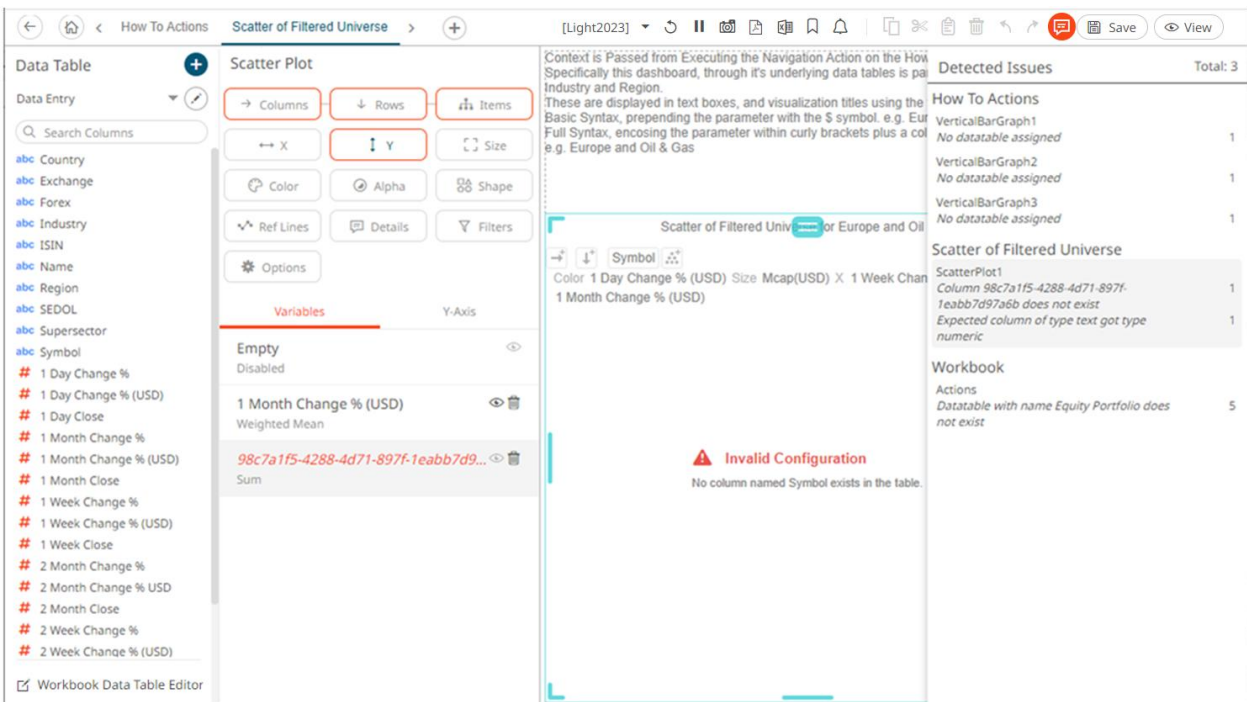 How To Actions
Scatter of Filtered Universe
[Light2023]
Save
View
Data Table
Data Entry
Search Columns
abc Country
abc Exchange
abc Forex
abc Industry
abc ISIN
abc Name
abc Region
abc SEDOL
abc Supersector
abc Symbol
# 1 Day Change %
# 1 Day Change % (USD)
# 1 Day Close
# 1 Month Change %
# 1 Month Change % (USD)
# 1 Month Close
# 1 Week Change %
# 1 Week Change % (USD)
# 1 Week Close
# 2 Month Change %
# 2 Month Change % USD
# 2 Month Close
# 2 Week Change %
# 2 Week Change % (USD)
Workbook Data Table Editor
Scatter Plot
Columns
Rows
Items
X
Y
Size
Color
Alpha
Shape
Ref Lines
Details
Filters
Options
Variables
Y-Axis
Empty
Disabled
1 Month Change % (USD)
Weighted Mean
98c7a1f5-4288-4d71-897f-1eabb7d9...
Sum
Context is Passed from Executing the Navigation Action on the How
Specifically this dashboard, through it's underlying data tables is pa
Industry and Region.
These are displayed in text boxes, and visualization titles using the
Basic Syntax, prepending the parameter with the $ symbol. e.g. Eur
Full Syntax, encosing the parameter within curly brackets plus a col
e.g. Europe and Oil & Gas
Scatter of Filtered Univ for Europe and Oil
Symbol
Color 1 Day Change % (USD) Size Mcap(USD) X 1 Week Chan
1 Month Change % (USD)
Invalid Configuration
No column named Symbol exists in the table.
Detected Issues
Total: 3
How To Actions
VerticalBarGraph1
No datatable assigned 1
VerticalBarGraph2
No datatable assigned 1
VerticalBarGraph3
No datatable assigned 1
Scatter of Filtered Universe
ScatterPlot1
Column 98c7a1f5-4288-4d71-897f- 1
1eabb7d97a6b does not exist
Expected column of type text got type 1
numeric
Workbook
Actions
Datatable with name Equity Portfolio does 5
not exist